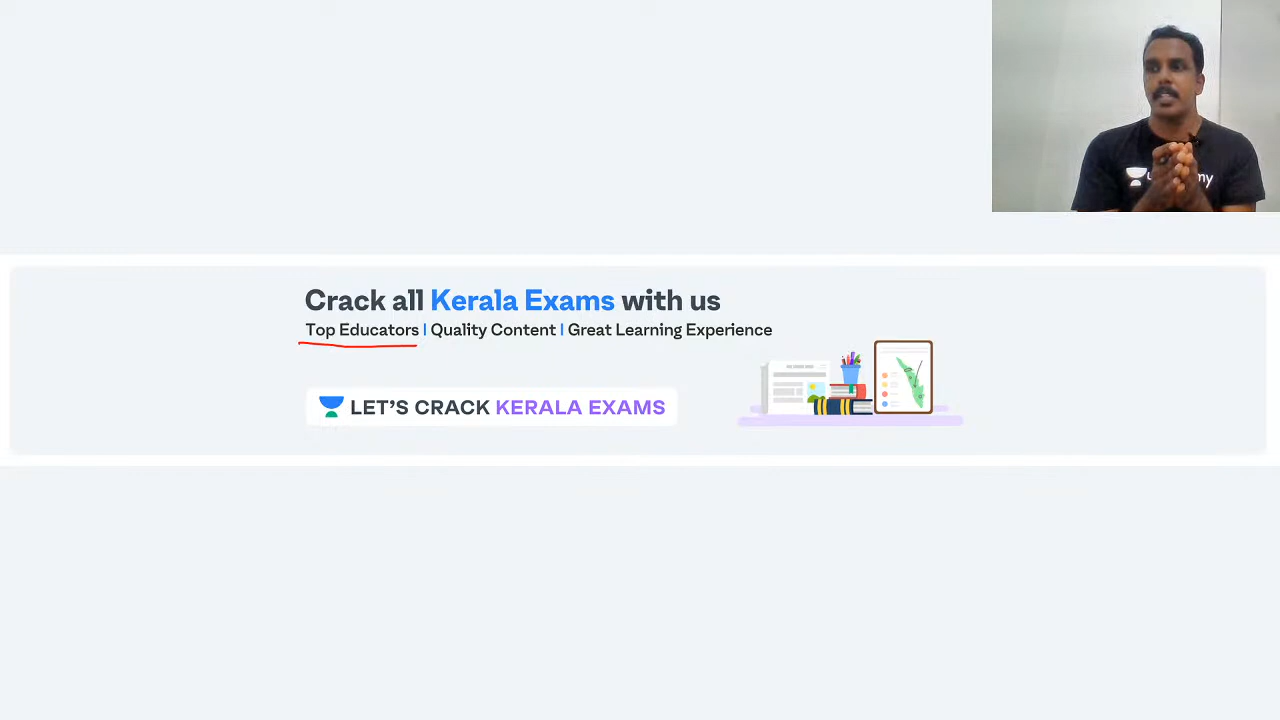 Crack all Kerala Exams with us
Top Educators | Quality Content | Great Learning Experience
LET'S CRACK KERALA EXAMS